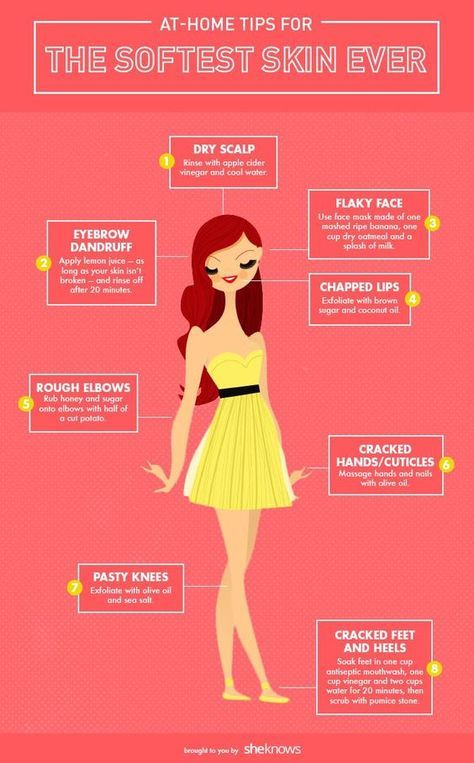 AT-HOME TIPS FOR
THE SOFTEST SKIN EVER
1
DRY SCALP
Rinse with apple cider
vinegar and cool water.
2
EYEBROW
DANDRUFF
Apply lemon juice — as
long as your skin isn't
broken — and rinse off
after 20 minutes.
3
FLAKY FACE
Use face mask made of one
mashed ripe banana, one
cup dry oatmeal and a
splash of milk.
4
CHAPPED LIPS
Exfoliate with brown
sugar and coconut oil.
5
ROUGH ELBOWS
Rub honey and sugar
onto elbows with half of
a cut potato.
6
CRACKED
HANDS/CUTICLES
Massage hands and nails
with olive oil.
7
PASTY KNEES
Exfoliate with olive oil
and sea salt.
8
CRACKED FEET
AND HEELS
Soak feet in one cup
antiseptic mouthwash, one
cup vinegar and two cups
water for 20 minutes, then
scrub with pumice stone.
brought to you by sheknows